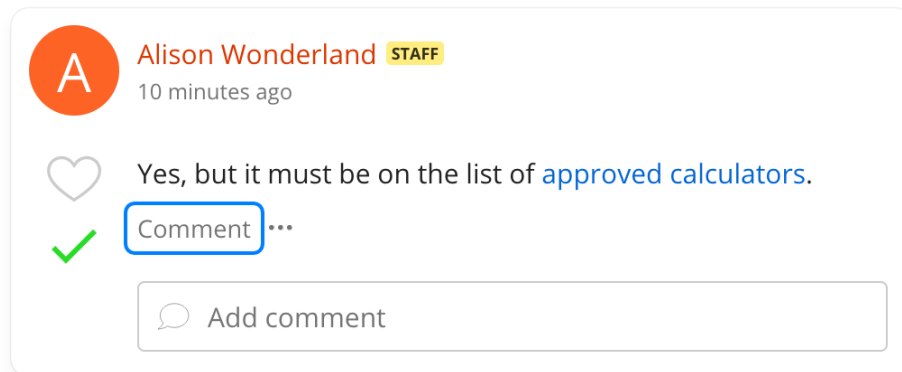 A
Alison Wonderland STAFF
10 minutes ago
Yes, but it must be on the list of approved calculators.
Comment ...
Add comment